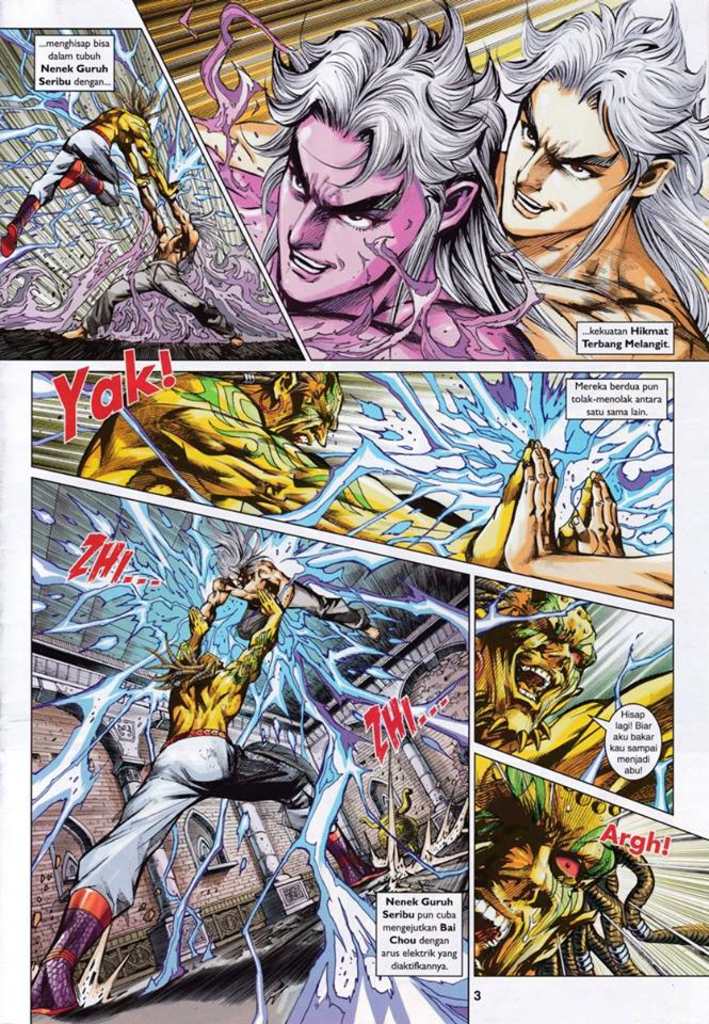 ...menghisap bisa
dalam tubuh
Nenek Guruh
Seribu dengan...
...kekuatan Hikmat
Terbang Melangit.
Yak!
Mereka berdua pun
tolak-menolak antara
satu sama lain.
ZHI...
ZHI...
Hisap
lagi! Biar
aku bakar
kau sampai
menjadi
abu!
Argh!
Nenek Guruh
Seribu pun cuba
mengejutkan Bai
Chou dengan
arus elektrik yang
diaktifkannya.
3